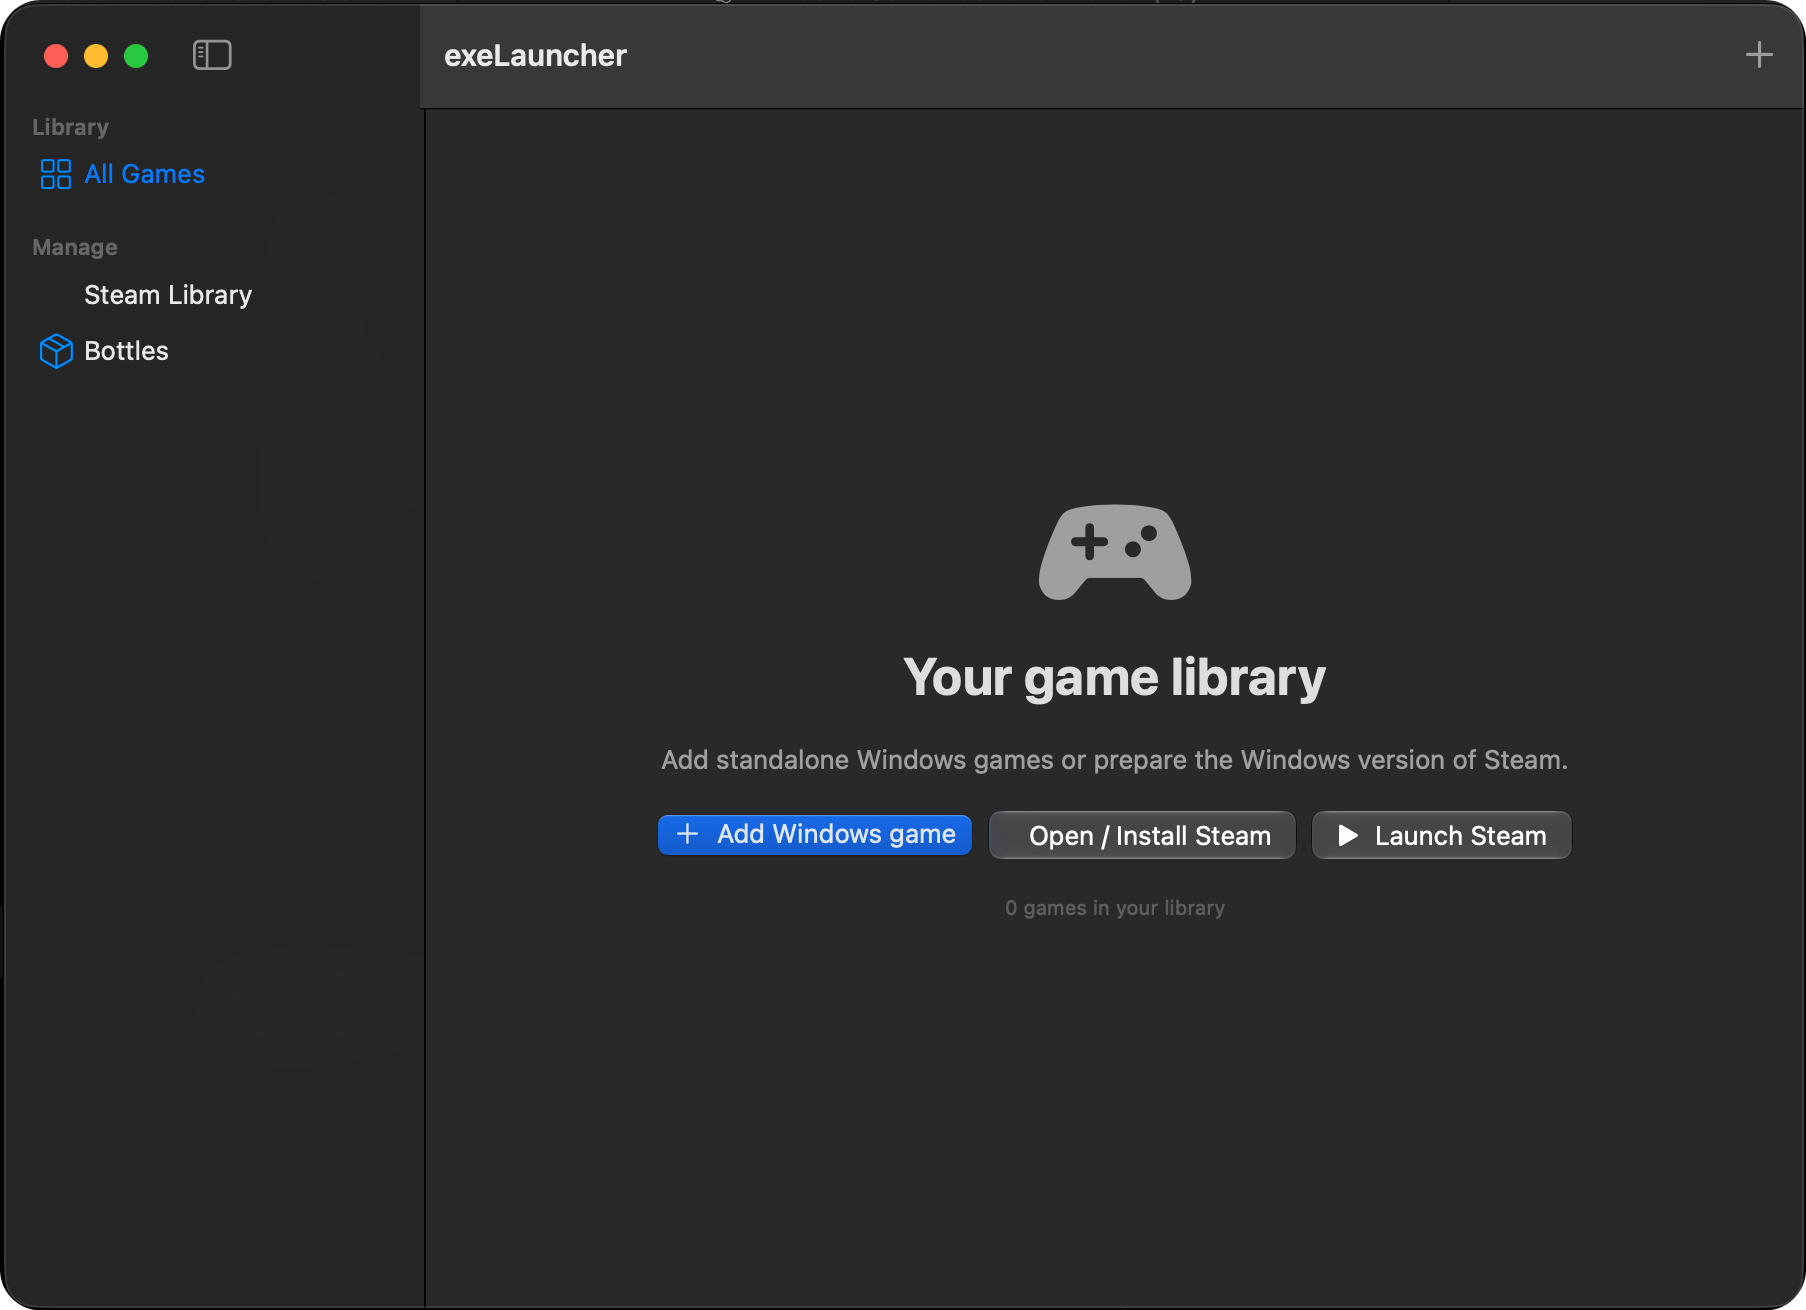 exeLauncher
Library
All Games
Manage
Steam Library
Bottles
Your game library
Add standalone Windows games or prepare the Windows version of Steam.
Add Windows game
Open / Install Steam
Launch Steam
0 games in your library